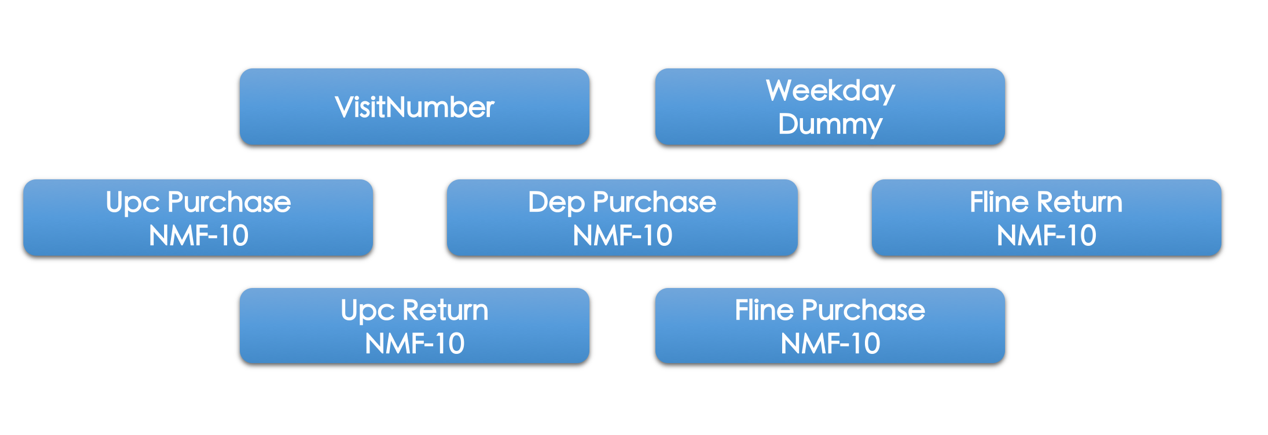 VisitNumber
Weekday
Dummy
Upc Purchase
NMF-10
Dep Purchase
NMF-10
Fline Return
NMF-10
Upc Return
NMF-10
Fline Purchase
NMF-10